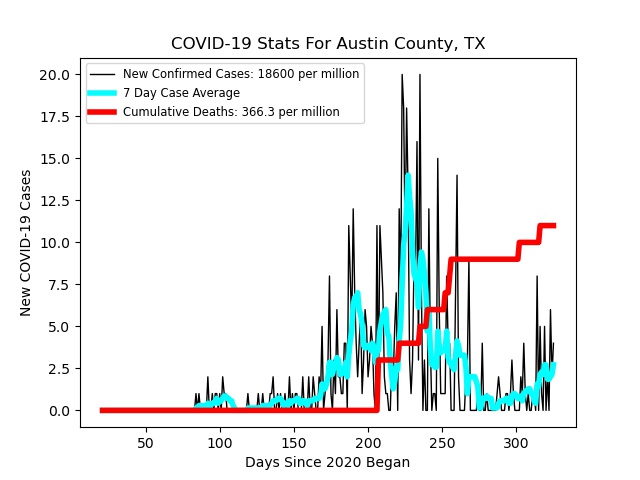 COVID-19 Stats For Austin County, TX
New Confirmed Cases: 18600 per million
7 Day Case Average
Cumulative Deaths: 366.3 per million
New COVID-19 Cases
20.0
17.5
15.0
12.5
10.0
7.5
5.0
2.5
0.0
50 100 150 200 250 300
Days Since 2020 Began